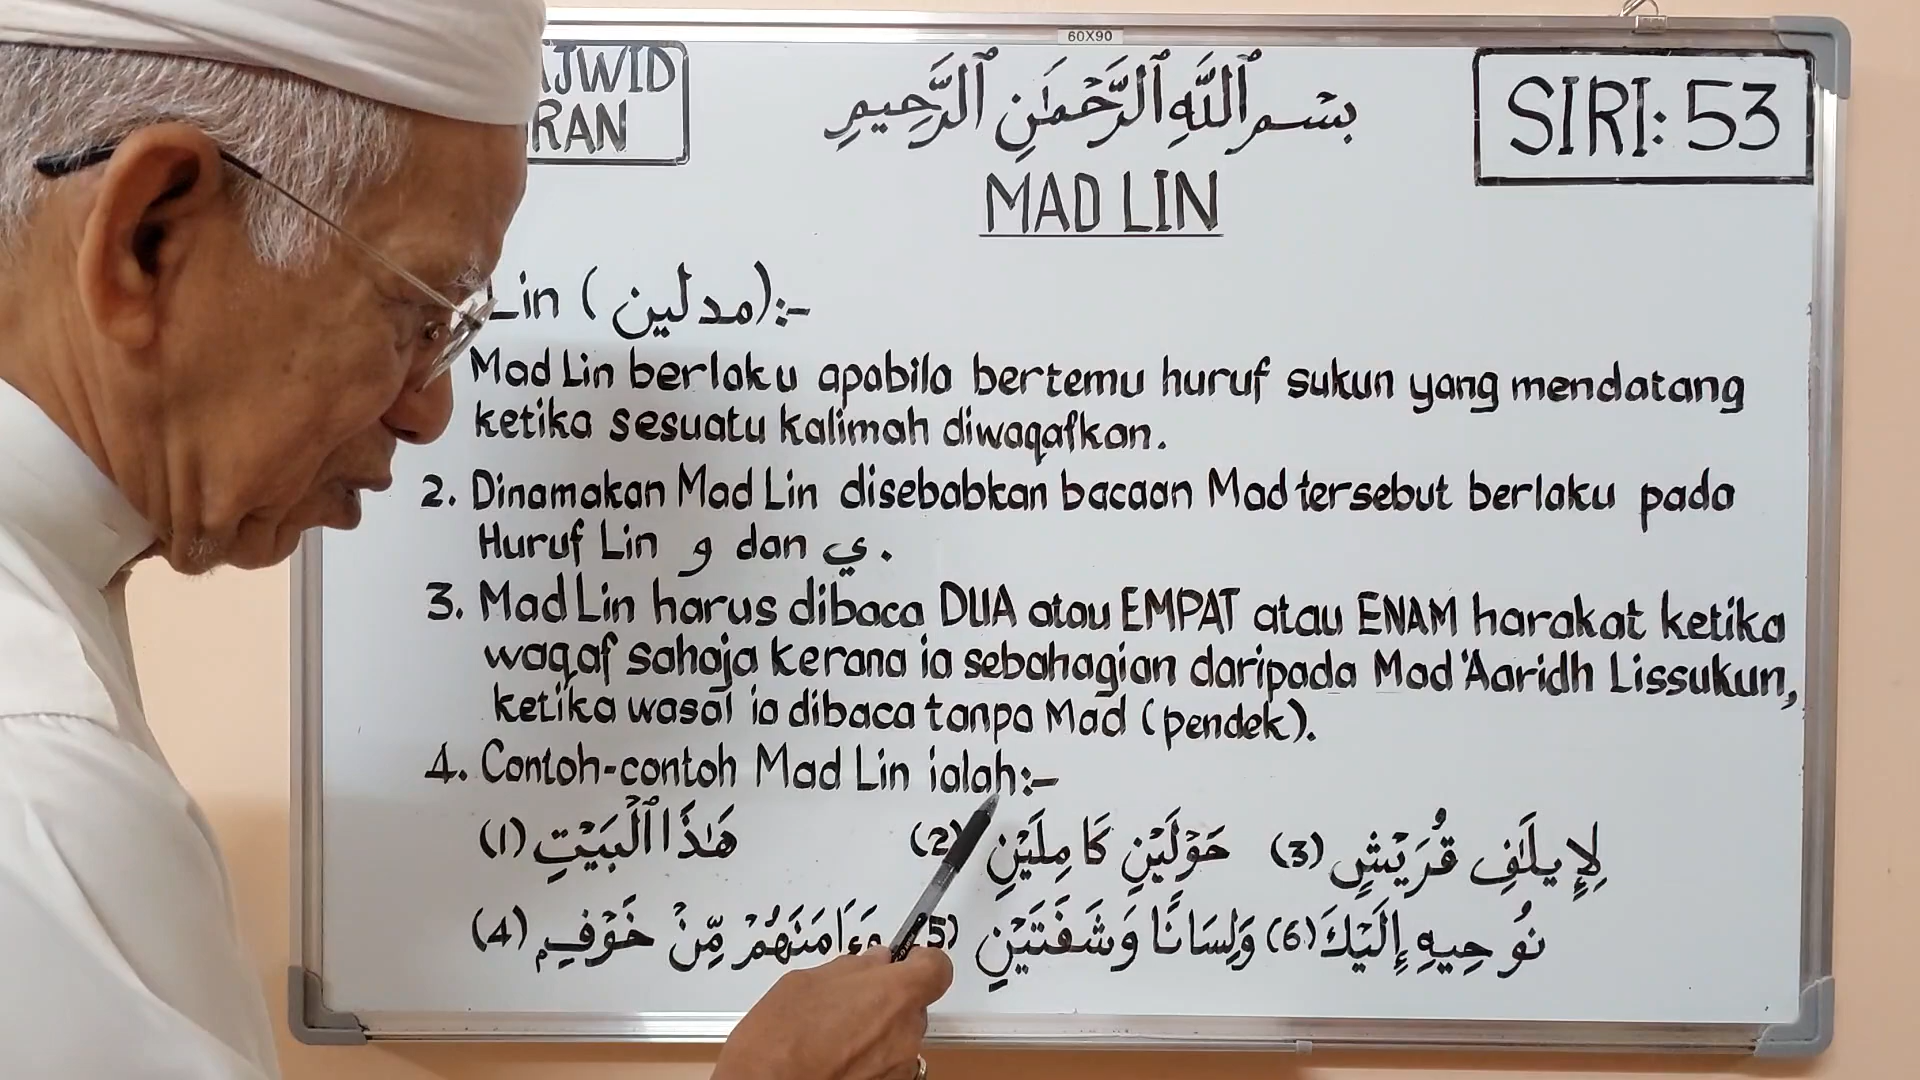 60X90
RAN
بِسْمِ ٱللَّهِ ٱلرَّحْمَٰنِ ٱلرَّحِيمِ
SIRI: 53
MAD LIN
Lin (مد لين):-
Mad Lin berlaku apabila bertemu huruf sukun yang mendatang
ketika sesuatu kalimah diwaqafkan.
2. Dinamakan Mad Lin disebabkan bacaan Mad tersebut berlaku pada
Huruf Lin و dan ي.
3. Mad Lin harus dibaca DUA atau EMPAT atau ENAM harakat ketika
waqaf sahaja kerana ia sebahagian daripada Mad 'Aaridh Lissukun,
ketika wasal ia dibaca tanpa Mad (pendek).
4. Contoh-contoh Mad Lin ialah:-
(1) هَٰذَا ٱلْبَيْتِ (2) حَوْلَيْنِ كَامِلَيْنِ (3) لِإِيلَٰفِ قُرَيْشٍ
(4) وَءَامَنَهُمْ مِّنْ خَوْفٍۭ (5) وَلِسَانًا وَشَفَتَيْنِ (6) نُوحِيهِ إِلَيْكَ